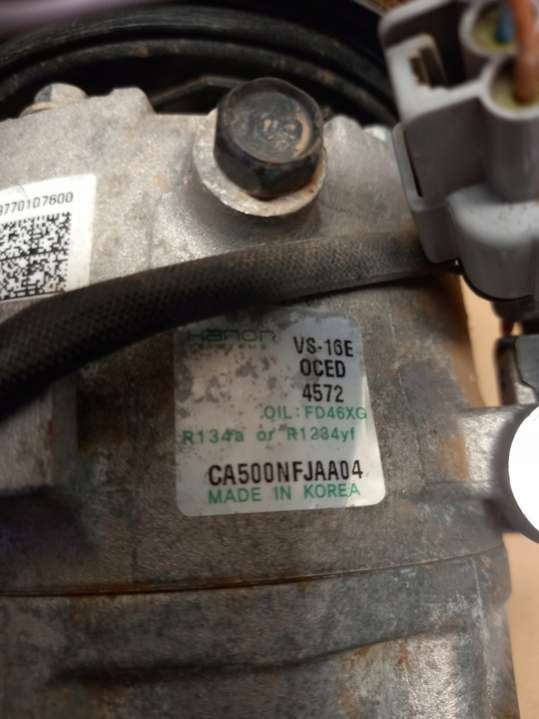 97701D7600
Hanon
VS-16E
OCED
4572
OIL: FD46XG
R134a or R1234yf
CA500NFJAA04
MADE IN KOREA